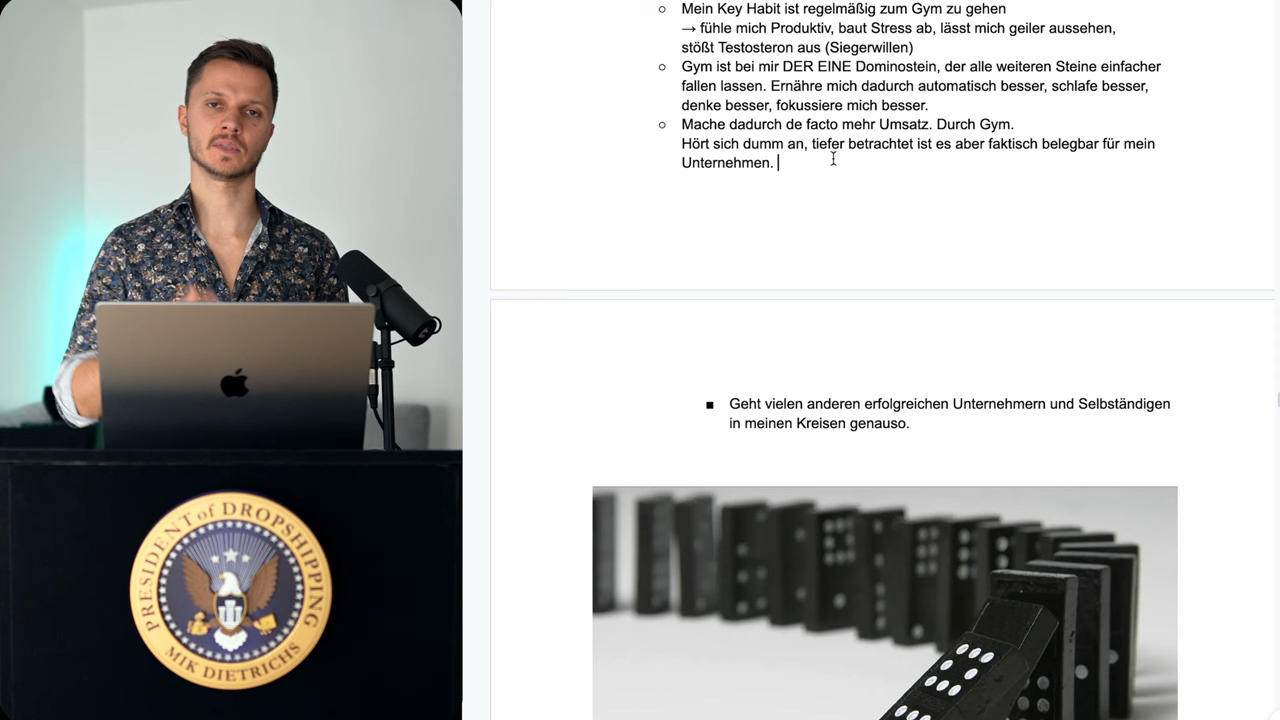 Mein Key Habit ist regelmäßig zum Gym zu gehen
→ fühle mich Produktiv, baut Stress ab, lässt mich geiler aussehen,
stößt Testosteron aus (Siegerwillen)
Gym ist bei mir DER EINE Dominostein, der alle weiteren Steine einfacher
fallen lassen. Ernähre mich dadurch automatisch besser, schlafe besser,
denke besser, fokussiere mich besser.
Mache dadurch de facto mehr Umsatz. Durch Gym.
Hört sich dumm an, tiefer betrachtet ist es aber faktisch belegbar für mein
Unternehmen.
Geht vielen anderen erfolgreichen Unternehmern und Selbständigen
in meinen Kreisen genauso.
PRESIDENT of DROPSHIPPING
MIK DIETRICHS